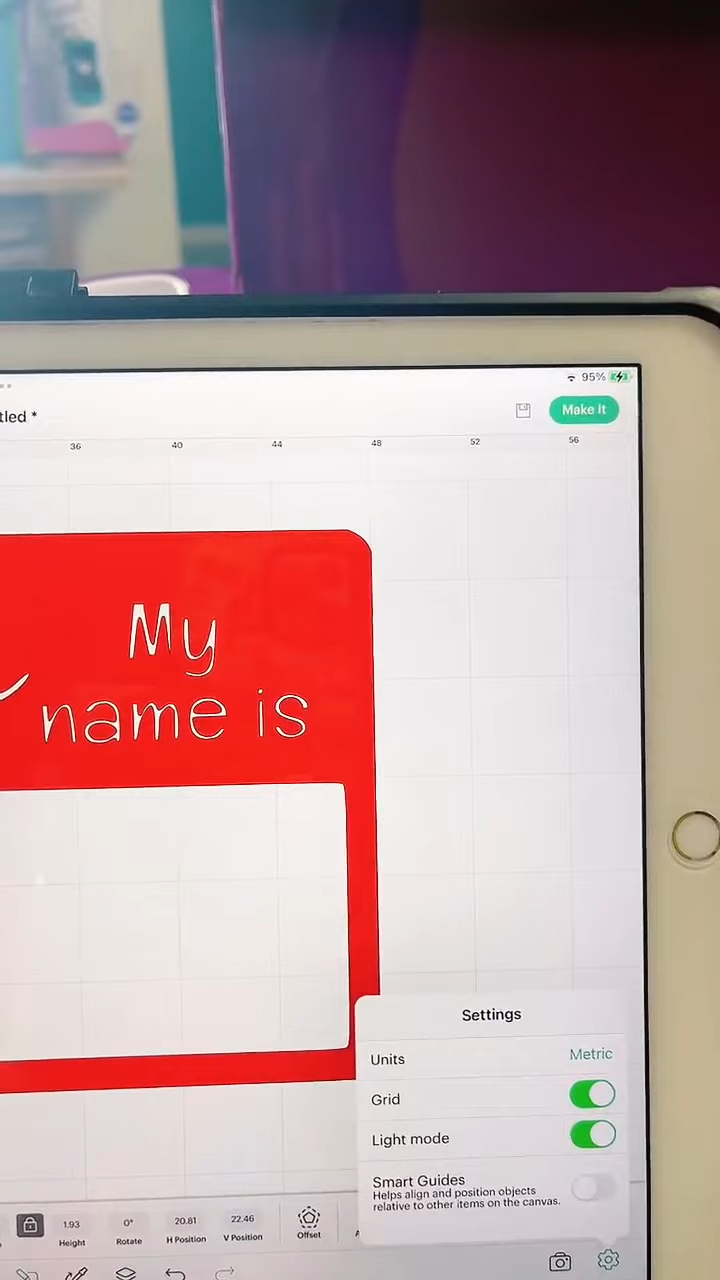 95%
tled *
Make It
36 40 44 48 52 56
My
name is
Settings
Units Metric
Grid
Light mode
Smart Guides
Helps align and position objects
relative to other items on the canvas.
1.93 0° 20.81 22.46
Height Rotate H Position V Position Offset